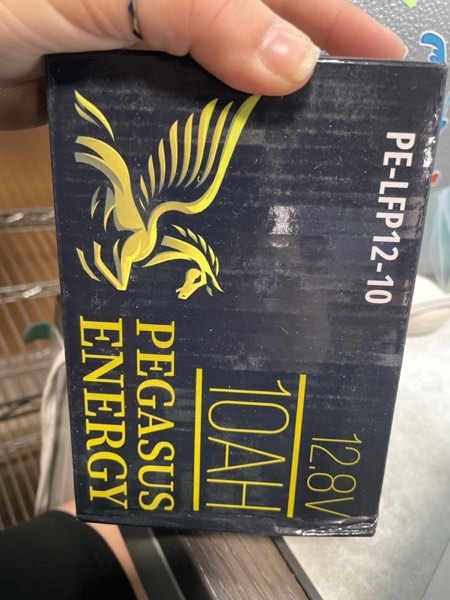 PE-LFP12-10
12.8V
10AH
PEGASUS
ENERGY